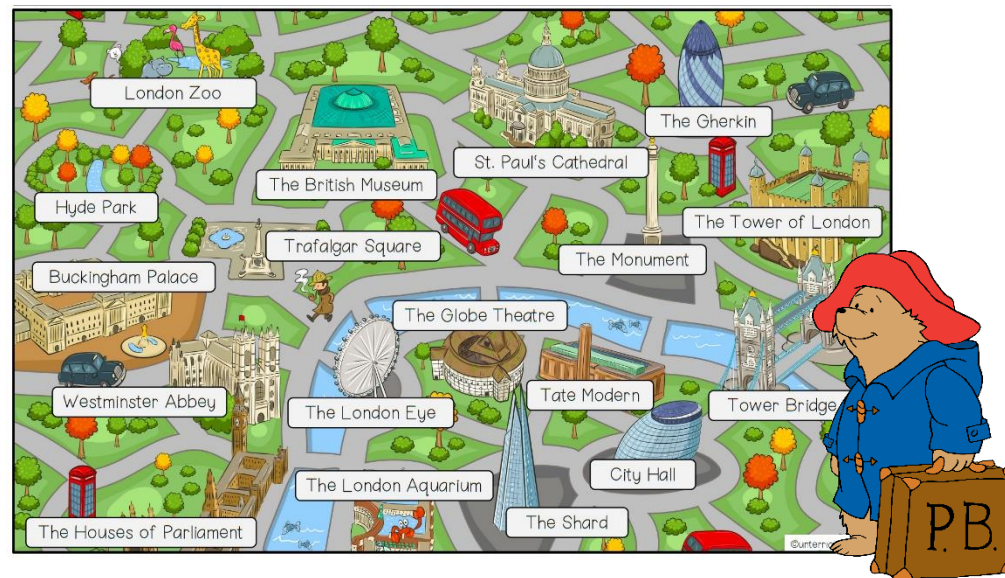 London Zoo
The Gherkin
St. Paul's Cathedral
The British Museum
Hyde Park
The Tower of London
Trafalgar Square
The Monument
Buckingham Palace
The Globe Theatre
Tate Modern
Westminster Abbey
The London Eye
Tower Bridge
City Hall
The London Aquarium
The Shard
The Houses of Parliament
P.B.